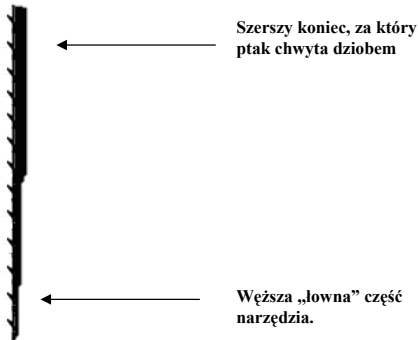 Szerszy koniec, za który
ptak chwyta dziobem
Węższa „łowna” część
narzędzia.